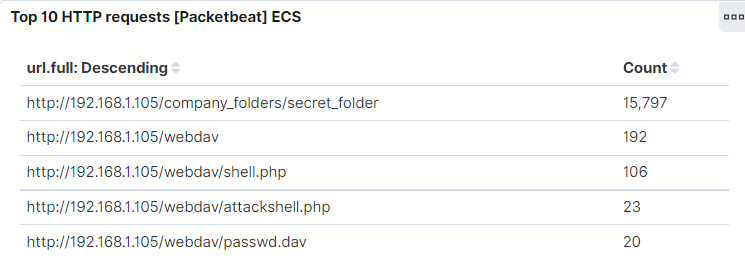 Top 10 HTTP requests [Packetbeat] ECS
url.full: Descending Count
http://192.168.1.105/company_folders/secret_folder 15,797
http://192.168.1.105/webdav 192
http://192.168.1.105/webdav/shell.php 106
http://192.168.1.105/webdav/attackshell.php 23
http://192.168.1.105/webdav/passwd.dav 20